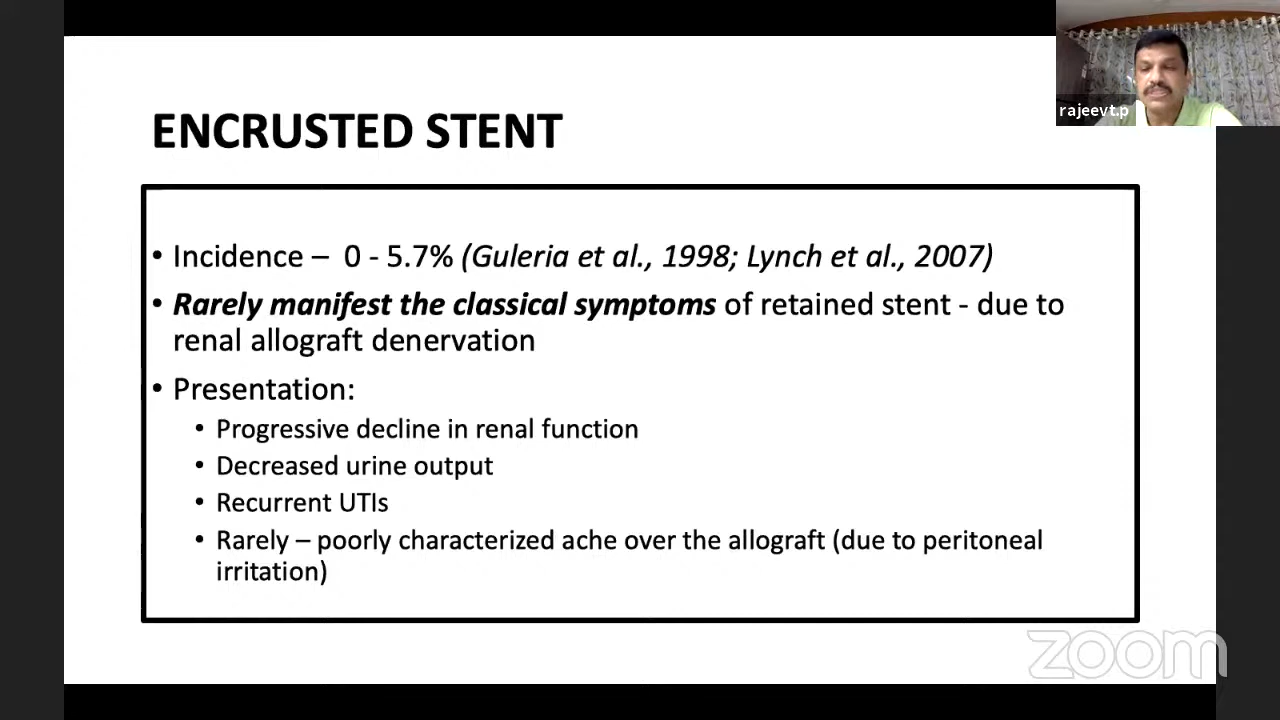 rajeevt.p
ENCRUSTED STENT
• Incidence – 0 - 5.7% (Guleria et al., 1998; Lynch et al., 2007)
• Rarely manifest the classical symptoms of retained stent - due to
renal allograft denervation
• Presentation:
• Progressive decline in renal function
• Decreased urine output
• Recurrent UTIs
• Rarely – poorly characterized ache over the allograft (due to peritoneal
irritation)
zoom